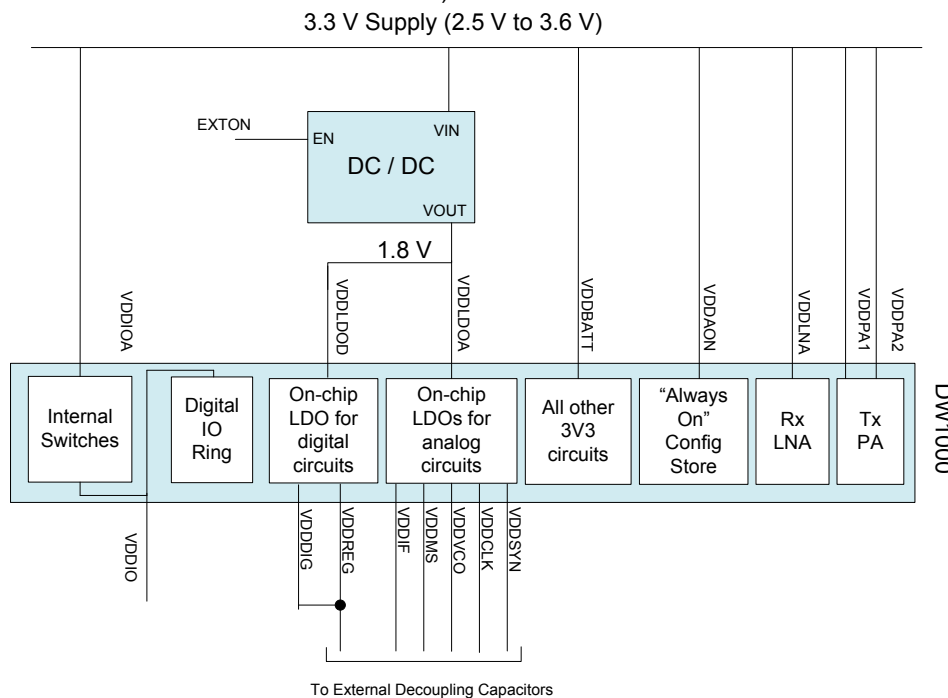 3.3 V Supply (2.5 V to 3.6 V)
EXTON
EN
VIN
DC / DC
VOUT
1.8 V
VDDIOA
VDDLDOD
VDDLDOA
VDDBATT
VDDAON
VDDLNA
VDDPA1
VDDPA2
Internal
Switches
Digital
IO
Ring
On-chip
LDO for
digital
circuits
On-chip
LDOs for
analog
circuits
All other
3V3
circuits
“Always
On”
Config
Store
Rx
LNA
Tx
PA
DW1000
VDDIO
VDDDIG
VDDREG
VDDIF
VDDMS
VDDVCO
VDDCLK
VDDSYN
To External Decoupling Capacitors